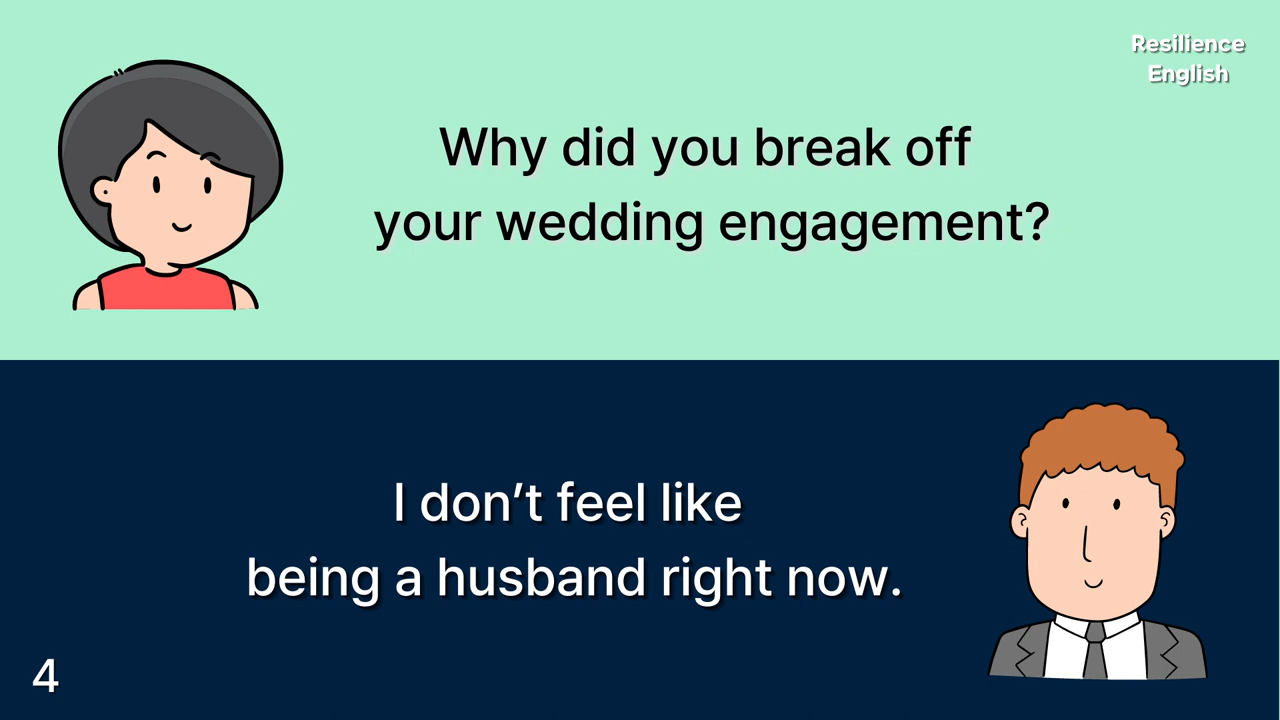 Resilience
English
Why did you break off
your wedding engagement?
I don’t feel like
being a husband right now.
4